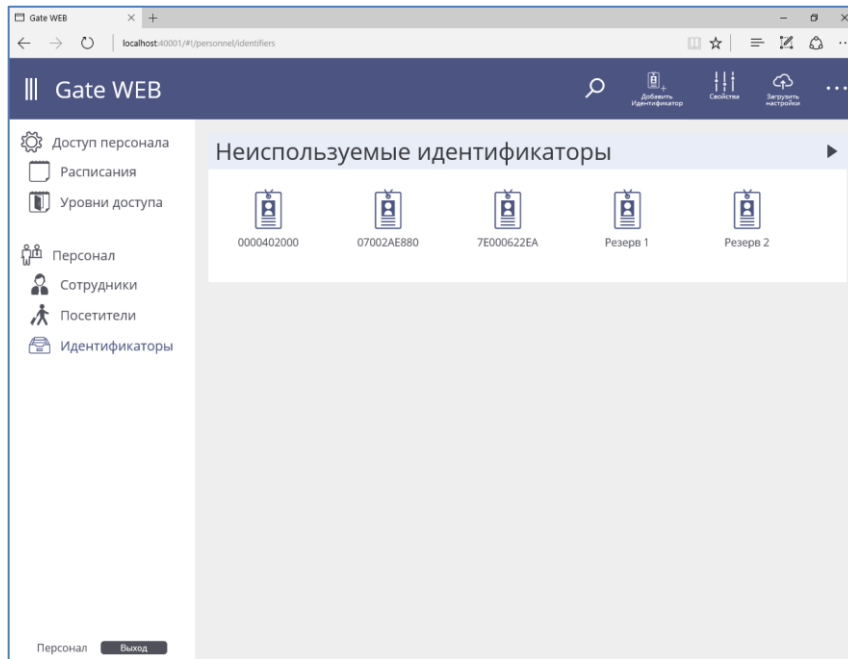 Gate WEB
localhost:40001/#!/personnel/identifiers
Gate WEB
Добавить
Идентификатор
Свойства
Загрузить
настройки
Доступ персонала
Расписания
Уровни доступа
Персонал
Сотрудники
Посетители
Идентификаторы
Неиспользуемые идентификаторы
0000402000
07002AE880
7E000622EA
Резерв 1
Резерв 2
Персонал
Выход